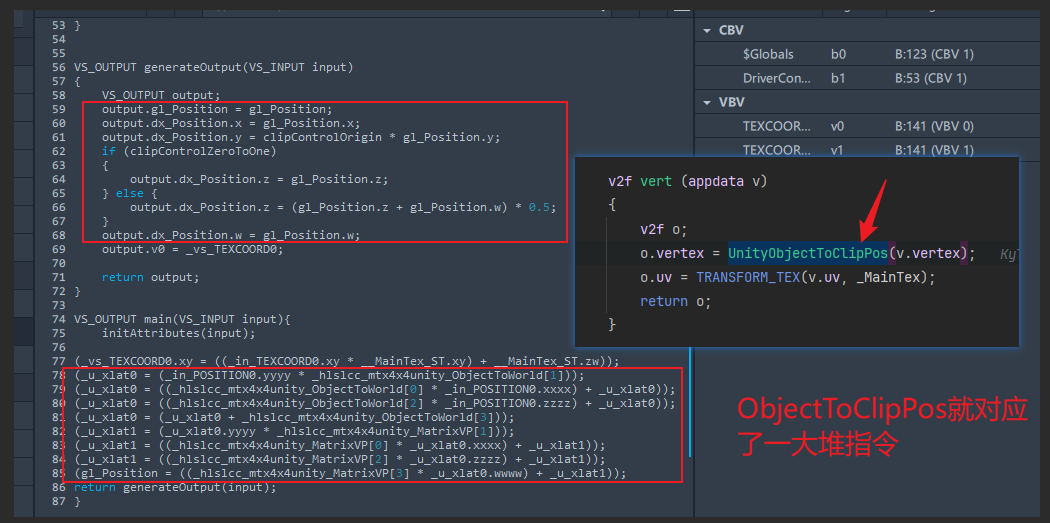 53 }
54
55
56 VS_OUTPUT generateOutput(VS_INPUT input)
57 {
58 VS_OUTPUT output;
59 output.gl_Position = gl_Position;
60 output.dx_Position.x = gl_Position.x;
61 output.dx_Position.y = clipControlOrigin * gl_Position.y;
62 if (clipControlZeroToOne)
63 {
64 output.dx_Position.z = gl_Position.z;
65 } else {
66 output.dx_Position.z = (gl_Position.z + gl_Position.w) * 0.5;
67 }
68 output.dx_Position.w = gl_Position.w;
69 output.v0 = _vs_TEXCOORD0;
70
71 return output;
72 }
73
74 VS_OUTPUT main(VS_INPUT input){
75 initAttributes(input);
76
77 (_vs_TEXCOORD0.xy = ((_in_TEXCOORD0.xy * __MainTex_ST.xy) + __MainTex_ST.zw));
78 (_u_xlat0 = (_in_POSITION0.yyyy * _hlslcc_mtx4x4unity_ObjectToWorld[1]));
79 (_u_xlat0 = ((_hlslcc_mtx4x4unity_ObjectToWorld[0] * _in_POSITION0.xxxx) + _u_xlat0));
80 (_u_xlat0 = ((_hlslcc_mtx4x4unity_ObjectToWorld[2] * _in_POSITION0.zzzz) + _u_xlat0));
81 (_u_xlat0 = (_u_xlat0 + _hlslcc_mtx4x4unity_ObjectToWorld[3]));
82 (_u_xlat1 = (_u_xlat0.yyyy * _hlslcc_mtx4x4unity_MatrixVP[1]));
83 (_u_xlat1 = ((_hlslcc_mtx4x4unity_MatrixVP[0] * _u_xlat0.xxxx) + _u_xlat1));
84 (_u_xlat1 = ((_hlslcc_mtx4x4unity_MatrixVP[2] * _u_xlat0.zzzz) + _u_xlat1));
85 (gl_Position = ((_hlslcc_mtx4x4unity_MatrixVP[3] * _u_xlat0.wwww) + _u_xlat1));
86 return generateOutput(input);
87 }
CBV
$Globals b0 B:123 (CBV 1)
DriverCon... b1 B:53 (CBV 1)
VBV
TEXCOOR... v0 B:141 (VBV 0)
TEXCOOR... v1 B:141 (VBV 1)
v2f vert (appdata v)
{
v2f o;
o.vertex = UnityObjectToClipPos(v.vertex);
o.uv = TRANSFORM_TEX(v.uv, _MainTex);
return o;
}
ObjectToClipPos就对应
了一大堆指令